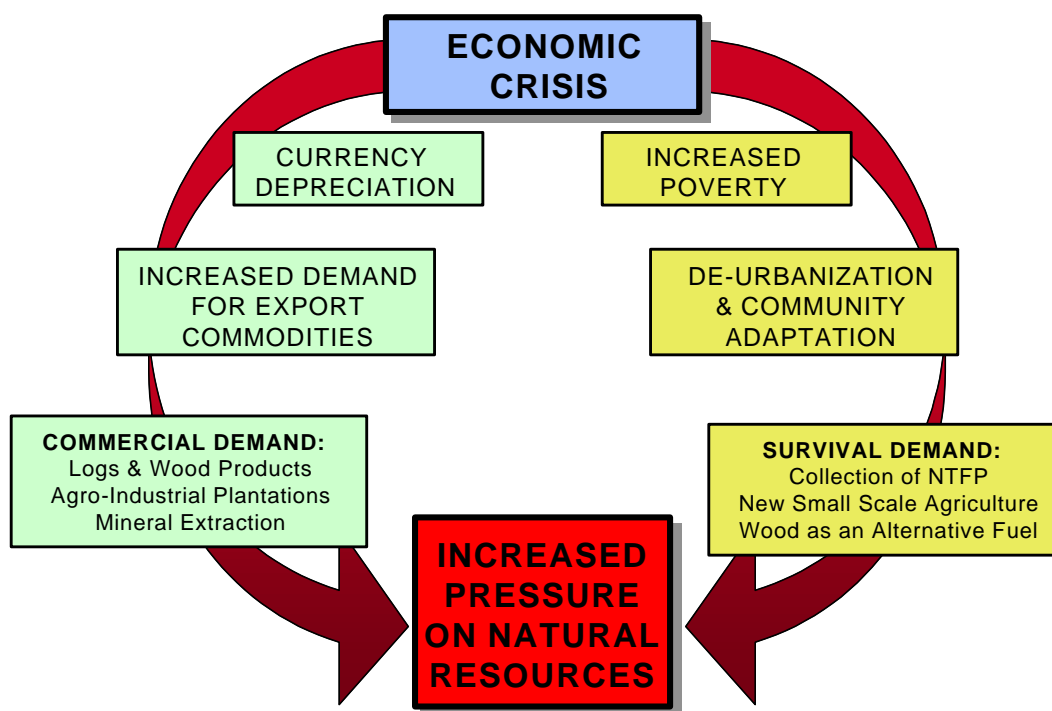 ECONOMIC
CRISIS
CURRENCY
DEPRECIATION
INCREASED
POVERTY
INCREASED DEMAND
FOR EXPORT
COMMODITIES
DE-URBANIZATION
& COMMUNITY
ADAPTATION
COMMERCIAL DEMAND:
Logs & Wood Products
Agro-Industrial Plantations
Mineral Extraction
SURVIVAL DEMAND:
Collection of NTFP
New Small Scale Agriculture
Wood as an Alternative Fuel
INCREASED
PRESSURE
ON NATURAL
RESOURCES